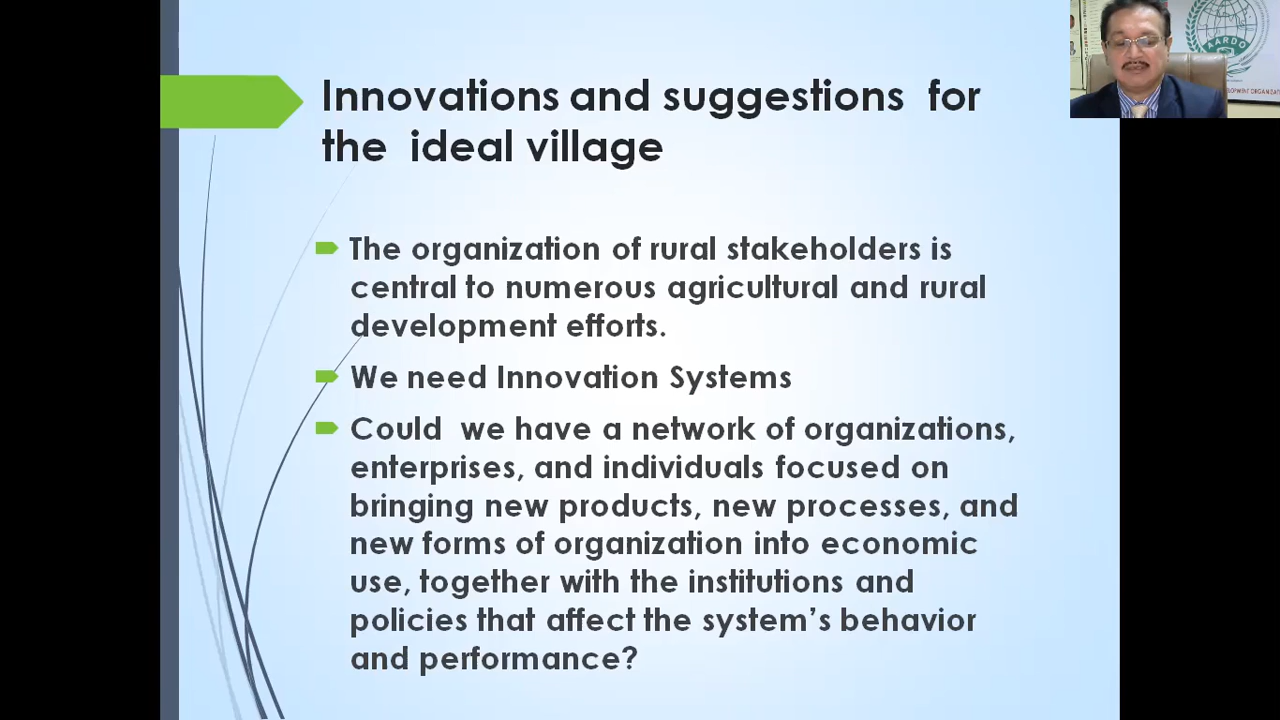 Innovations and suggestions for
the ideal village
The organization of rural stakeholders is
central to numerous agricultural and rural
development efforts.
We need Innovation Systems
Could we have a network of organizations,
enterprises, and individuals focused on
bringing new products, new processes, and
new forms of organization into economic
use, together with the institutions and
policies that affect the system’s behavior
and performance?
AARDO